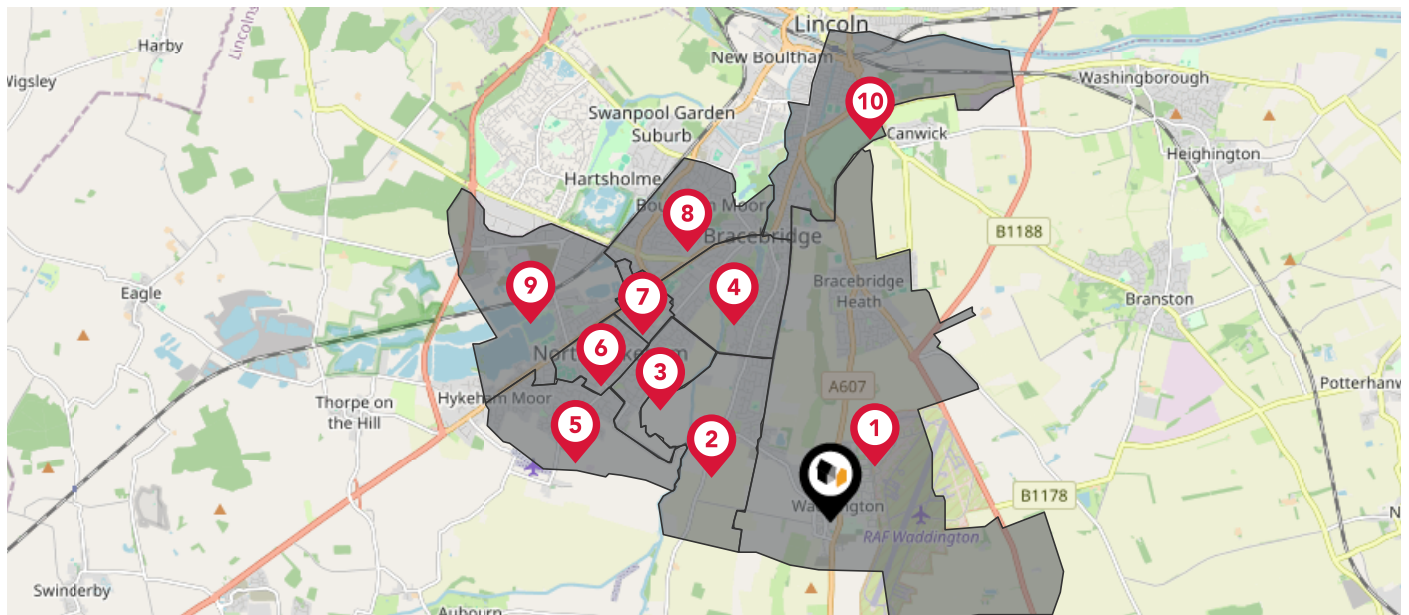 Lincoln
Harby
Lincolns
New Boultham
Washingborough
Wigsley
10
Swanpool Garden
Suburb
Canwick
Heighington
Hartsholme
8
Moor
Bracebridge
B1188
9
7
4
Bracebridge
Heath
Eagle
Branston
6
3
A607
Potterhanw
Hykeham Moor
Thorpe on
the Hill
5
2
1
B1178
RAF Waddington
Swinderby
Aubourn